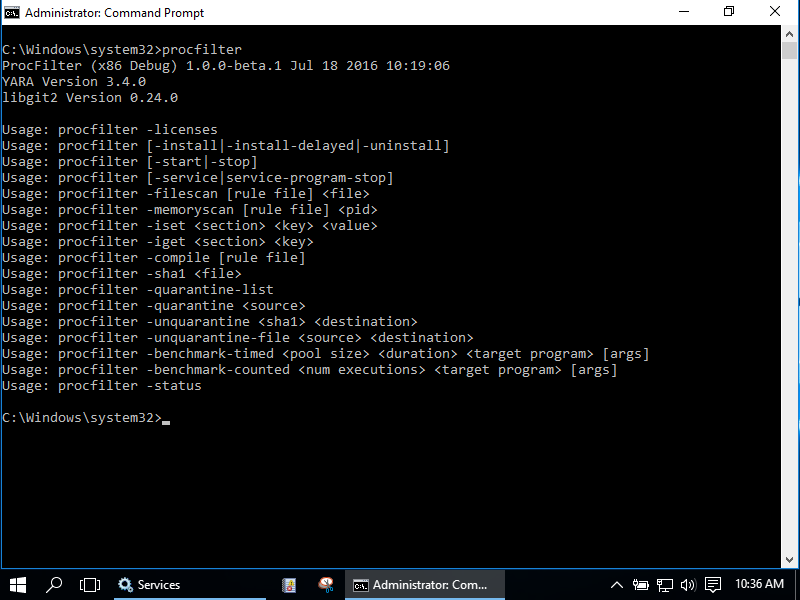 Administrator: Command Prompt
C:\Windows\system32>procfilter
ProcFilter (x86 Debug) 1.0.0-beta.1 Jul 18 2016 10:19:06
YARA Version 3.4.0
libgit2 Version 0.24.0
Usage: procfilter -licenses
Usage: procfilter [-install|-install-delayed|-uninstall]
Usage: procfilter [-start|-stop]
Usage: procfilter [-service|service-program-stop]
Usage: procfilter -filescan [rule file] <file>
Usage: procfilter -memoryscan [rule file] <pid>
Usage: procfilter -iset <section> <key> <value>
Usage: procfilter -iget <section> <key>
Usage: procfilter -compile [rule file]
Usage: procfilter -sha1 <file>
Usage: procfilter -quarantine-list
Usage: procfilter -quarantine <source>
Usage: procfilter -unquarantine <sha1> <destination>
Usage: procfilter -unquarantine-file <source> <destination>
Usage: procfilter -benchmark-timed <pool size> <duration> <target program> [args]
Usage: procfilter -benchmark-counted <num executions> <target program> [args]
Usage: procfilter -status
C:\Windows\system32>
Services
Administrator: Com...
10:36 AM